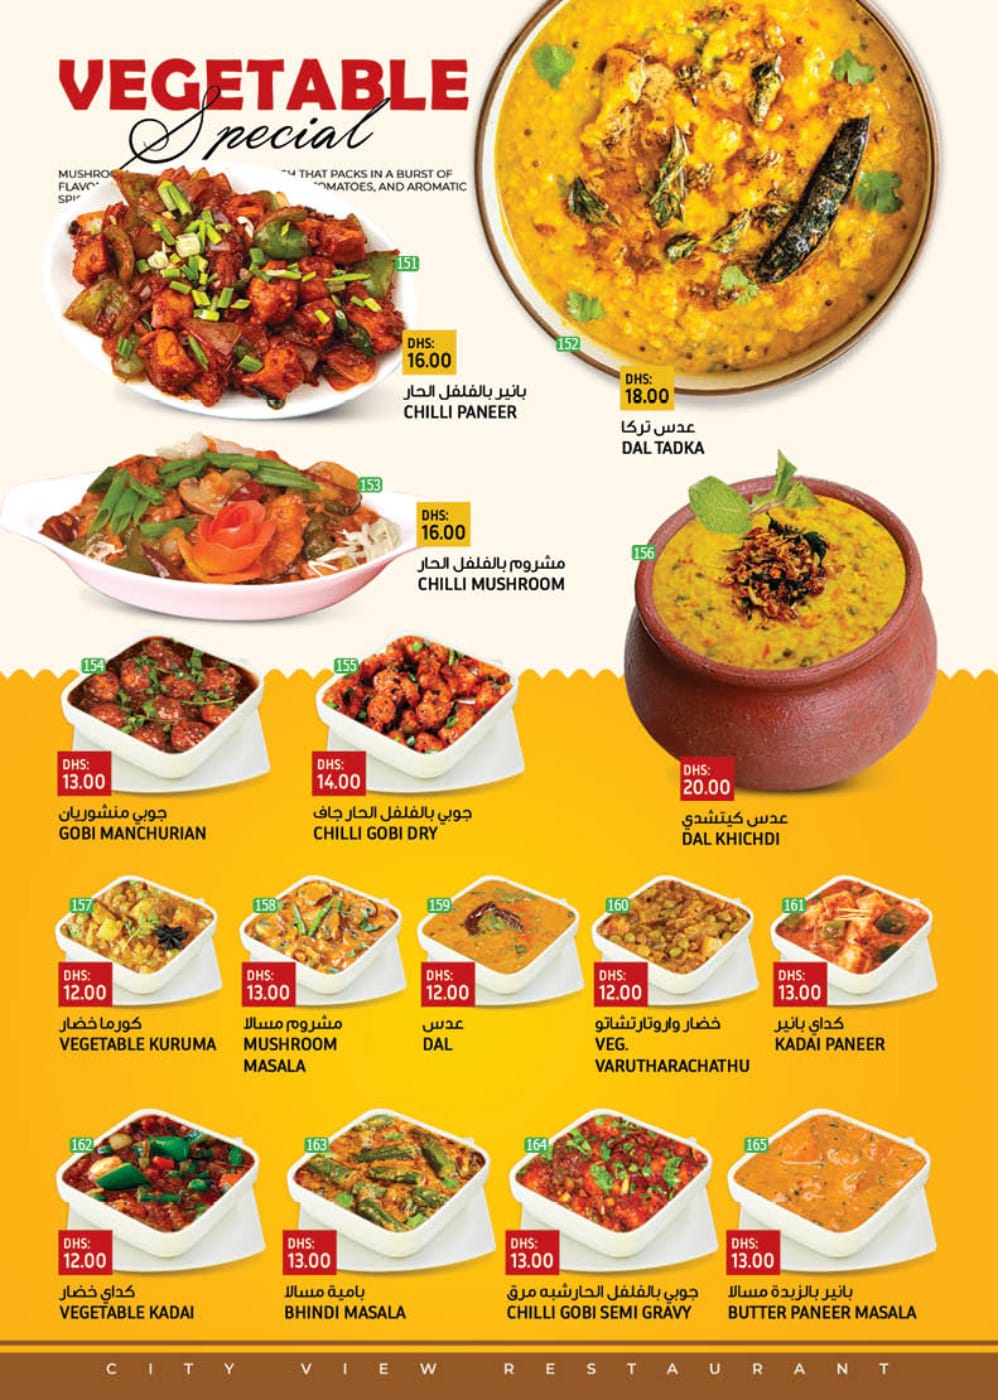 VEGETABLE
Special
THAT PACKS IN A BURST OF
TOMATOES, AND AROMATIC
151
DHS:
16.00
بانير بالفلفل الحار
CHILLI PANEER
152
DHS:
18.00
عدس تركا
DAL TADKA
153
DHS:
16.00
مشروم بالفلفل الحار
CHILLI MUSHROOM
154
DHS:
13.00
جوبي منشوريان
GOBI MANCHURIAN
155
DHS:
14.00
جوبي بالفلفل الحار جاف
CHILLI GOBI DRY
156
DHS:
20.00
عدس كيتشدي
DAL KHICHDI
157
DHS:
12.00
كورما خضار
VEGETABLE KURUMA
158
DHS:
13.00
مشروم مسالا
MUSHROOM
MASALA
159
DHS:
12.00
عدس
DAL
160
DHS:
12.00
خضار واروتارتشاتو
VEG.
VARUTHARACHATHU
161
DHS:
13.00
كداي بانير
KADAI PANEER
162
DHS:
12.00
كداي خضار
VEGETABLE KADAI
163
DHS:
13.00
بامية مسالا
BHINDI MASALA
164
DHS:
13.00
جوبي بالفلفل الحارشبه مرق
CHILLI GOBI SEMI GRAVY
165
DHS:
13.00
بانير بالزبدة مسالا
BUTTER PANEER MASALA
CITY VIEW RESTAURANT